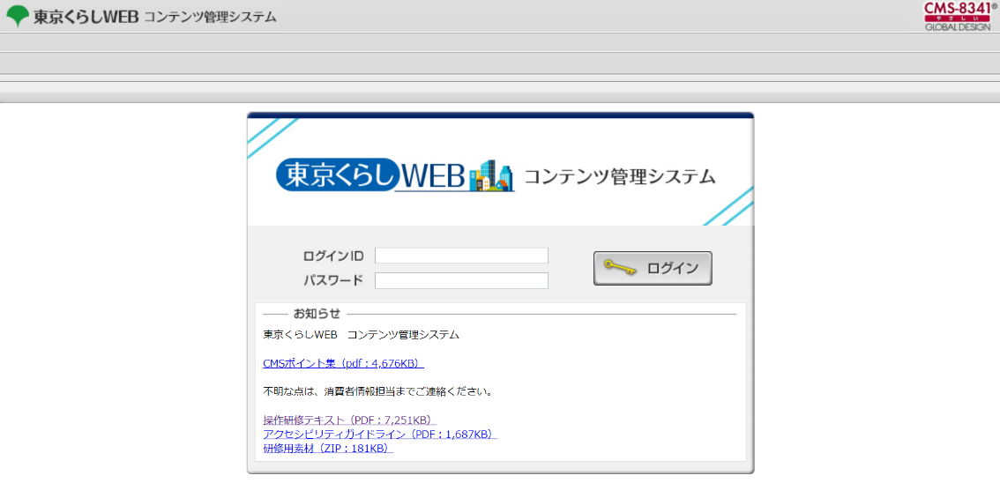 東京くらしWEB コンテンツ管理システム
CMS-8341®
やさしい
GLOBAL DESIGN
東京くらしWEB コンテンツ管理システム
ログインID
パスワード
ログイン
お知らせ
東京くらしWEB　コンテンツ管理システム
CMSポイント集（pdf：4,676KB）
不明な点は、消費者情報担当までご連絡ください。
操作研修テキスト（PDF：7,251KB）
アクセシビリティガイドライン（PDF：1,687KB）
研修用素材（ZIP：181KB）